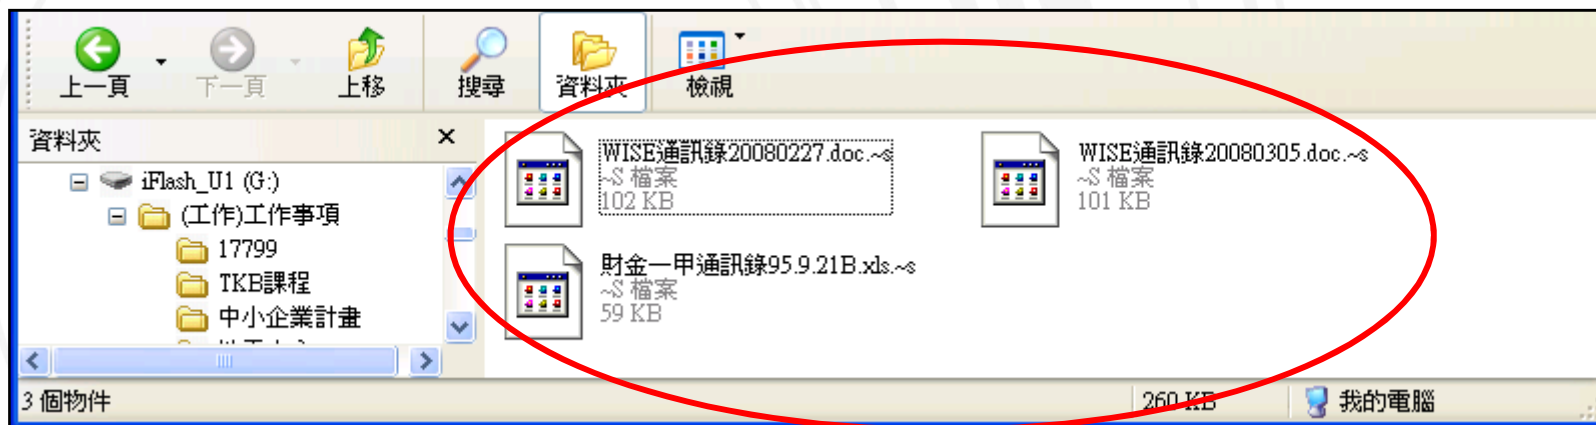 上一頁
下一頁
上移
搜尋
資料夾
檢視
資料夾
iFlash_U1 (G:)
(工作)工作事項
17799
TKB課程
中小企業計畫
WISE通訊錄20080227.doc.~s
~S 檔案
102 KB
WISE通訊錄20080305.doc.~s
~S 檔案
101 KB
財金一甲通訊錄95.9.21B.xls.~s
~S 檔案
59 KB
3 個物件
260 KB
我的電腦